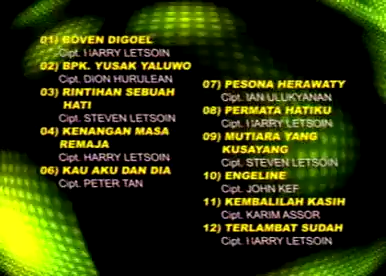 01) BOVEN DIGOEL
Cipt. HARRY LETSOIN
02) BPK. YUSAK YALUWO
Cipt. DION HURULEAN
03) RINTIHAN SEBUAH
HATI
Cipt. STEVEN LETSOIN
04) KENANGAN MASA
REMAJA
Cipt. HARRY LETSOIN
06) KAU AKU DAN DIA
Cipt. PETER TAN
07) PESONA HERAWATY
Cipt. IAN ULUKYANAN
08) PERMATA HATIKU
Cipt. HARRY LETSOIN
09) MUTIARA YANG
KUSAYANG
Cipt. STEVEN LETSOIN
10) ENGELINE
Cipt. JOHN KEF
11) KEMBALILAH KASIH
Cipt. KARIM ASSOR
12) TERLAMBAT SUDAH
Cipt. HARRY LETSOIN